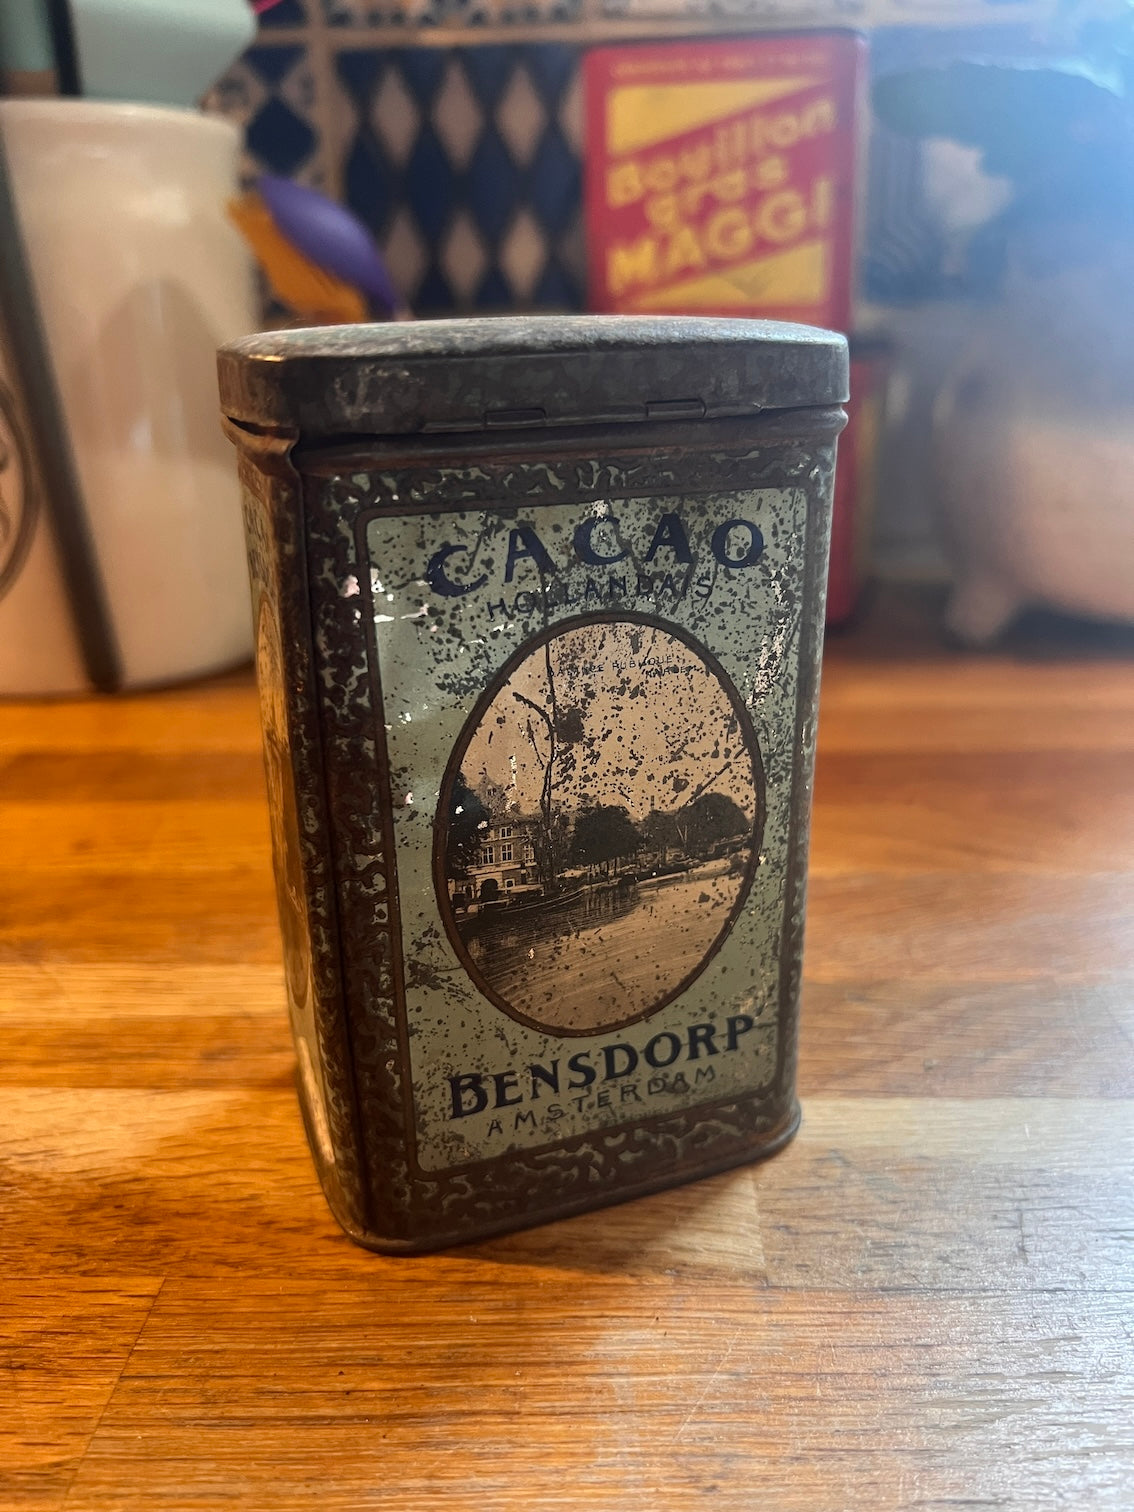 Bouillon
gras
MAGGI
CACAO
HOLLANDAIS
BENSDORP
AMSTERDAM